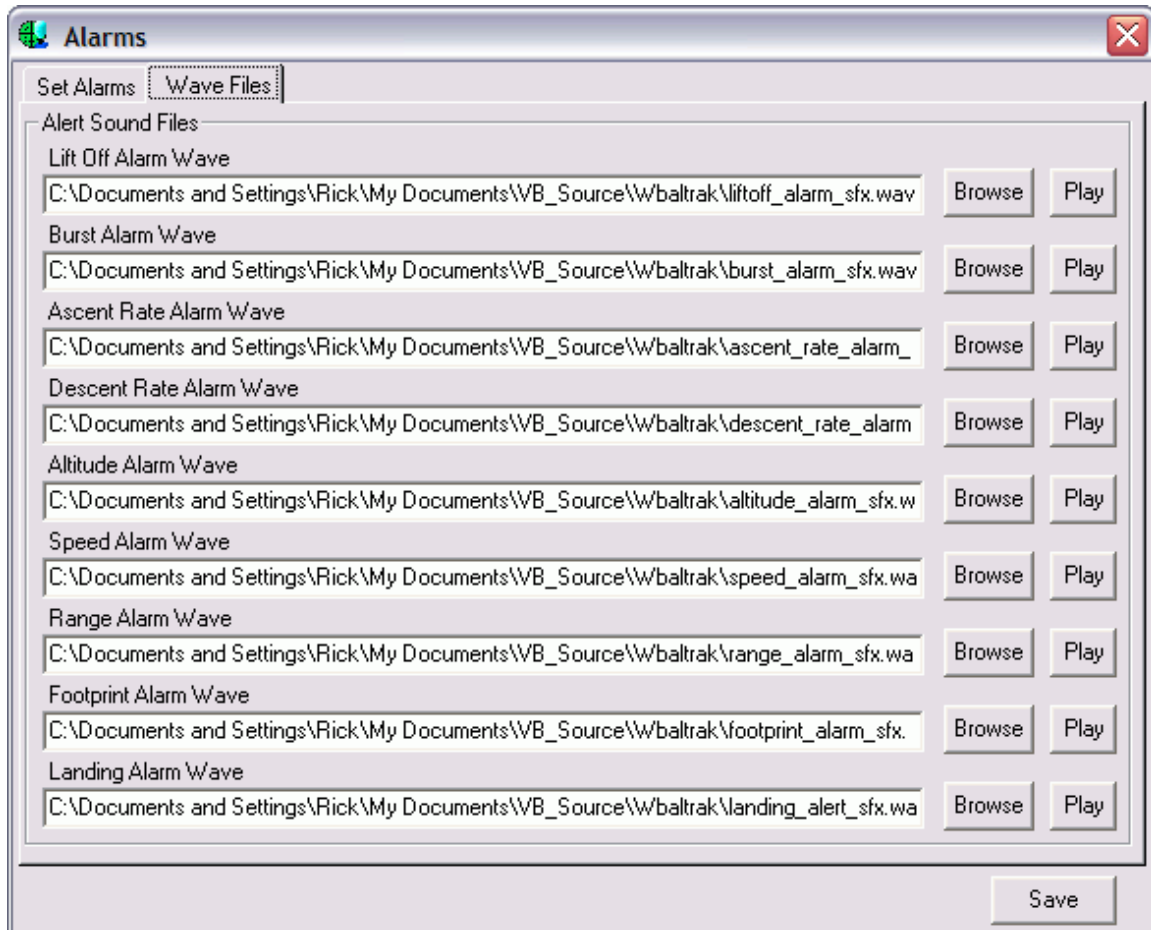 Alarms
Set Alarms Wave Files
Alert Sound Files
Lift Off Alarm Wave
C:\Documents and Settings\Rick\My Documents\VB_Source\Wbaltrak\liftoff_alarm_sfx.wav Browse Play
Burst Alarm Wave
C:\Documents and Settings\Rick\My Documents\VB_Source\Wbaltrak\burst_alarm_sfx.wav Browse Play
Ascent Rate Alarm Wave
C:\Documents and Settings\Rick\My Documents\VB_Source\Wbaltrak\ascent_rate_alarm_ Browse Play
Descent Rate Alarm Wave
C:\Documents and Settings\Rick\My Documents\VB_Source\Wbaltrak\descent_rate_alarm Browse Play
Altitude Alarm Wave
C:\Documents and Settings\Rick\My Documents\VB_Source\Wbaltrak\altitude_alarm_sfx.w Browse Play
Speed Alarm Wave
C:\Documents and Settings\Rick\My Documents\VB_Source\Wbaltrak\speed_alarm_sfx.wa Browse Play
Range Alarm Wave
C:\Documents and Settings\Rick\My Documents\VB_Source\Wbaltrak\range_alarm_sfx.wa Browse Play
Footprint Alarm Wave
C:\Documents and Settings\Rick\My Documents\VB_Source\Wbaltrak\footprint_alarm_sfx. Browse Play
Landing Alarm Wave
C:\Documents and Settings\Rick\My Documents\VB_Source\Wbaltrak\landing_alert_sfx.wa Browse Play
Save